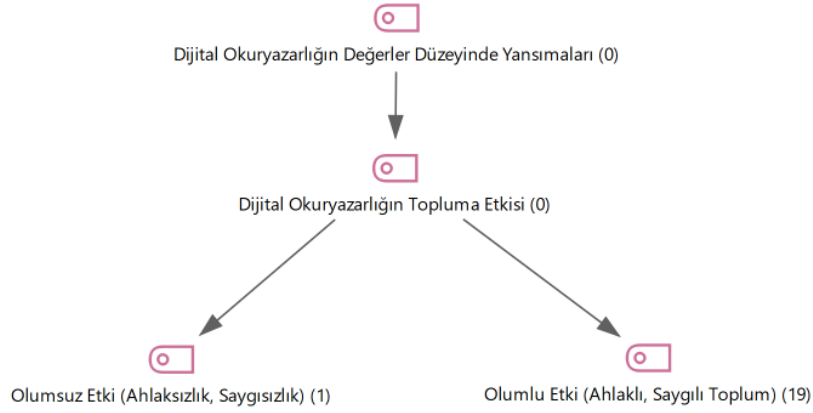 Dijital Okuryazarlığın Değerler Düzeyinde Yansımaları (0)
Dijital Okuryazarlığın Topluma Etkisi (0)
Olumsuz Etki (Ahlaksızlık, Saygısızlık) (1)
Olumlu Etki (Ahlaklı, Saygılı Toplum) (19)